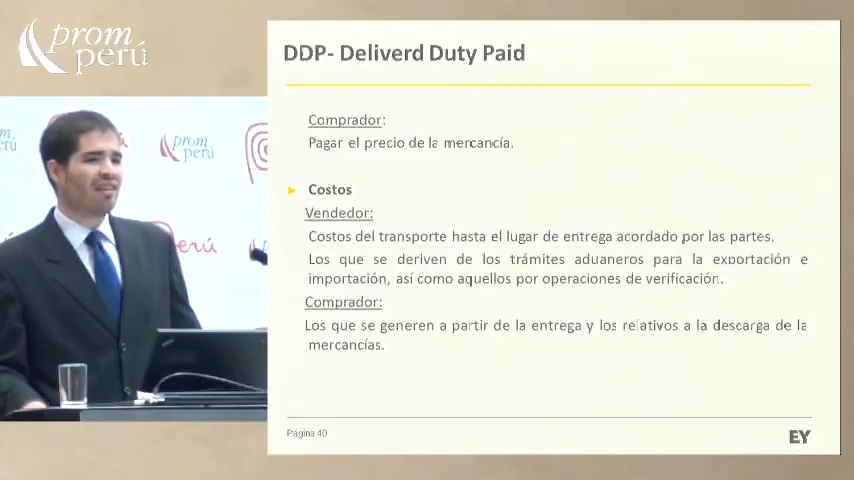 prom
perú
DDP- Deliverd Duty Paid
Comprador:
Pagar el precio de la mercancía.
► Costos
Vendedor:
Costos del transporte hasta el lugar de entrega acordado por las partes.
Los que se deriven de los trámites aduaneros para la exportación e
importación, así como aquellos por operaciones de verificación..
Comprador:
Los que se generen a partir de la entrega y los relativos a la descarga de la
mercancías.
Página 40
EY
prom
perú
Perú